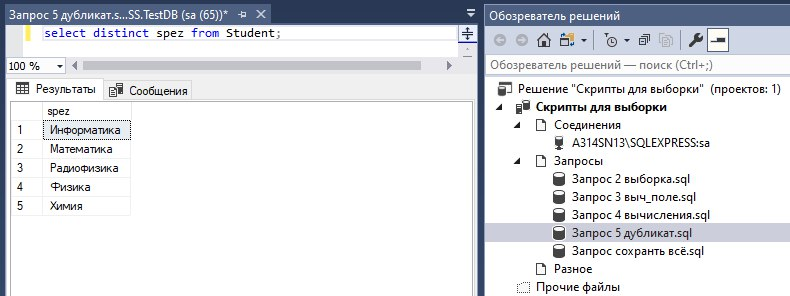 Запрос 5 дубликат.s...SS.TestDB (sa (65))*
select distinct spez from Student;
100 %
Результаты
Сообщения
spez
1 Информатика
2 Математика
3 Радиофизика
4 Физика
5 Химия
Обозреватель решений
Обозреватель решений — поиск (Ctrl+;)
Решение "Скрипты для выборки" (проектов: 1)
Скрипты для выборки
Соединения
A314SN13\SQLEXPRESS:sa
Запросы
Запрос 2 выборка.sql
Запрос 3 выч_поле.sql
Запрос 4 вычисления.sql
Запрос 5 дубликат.sql
Запрос сохрануть всё.sql
Разное
Прочие файлы